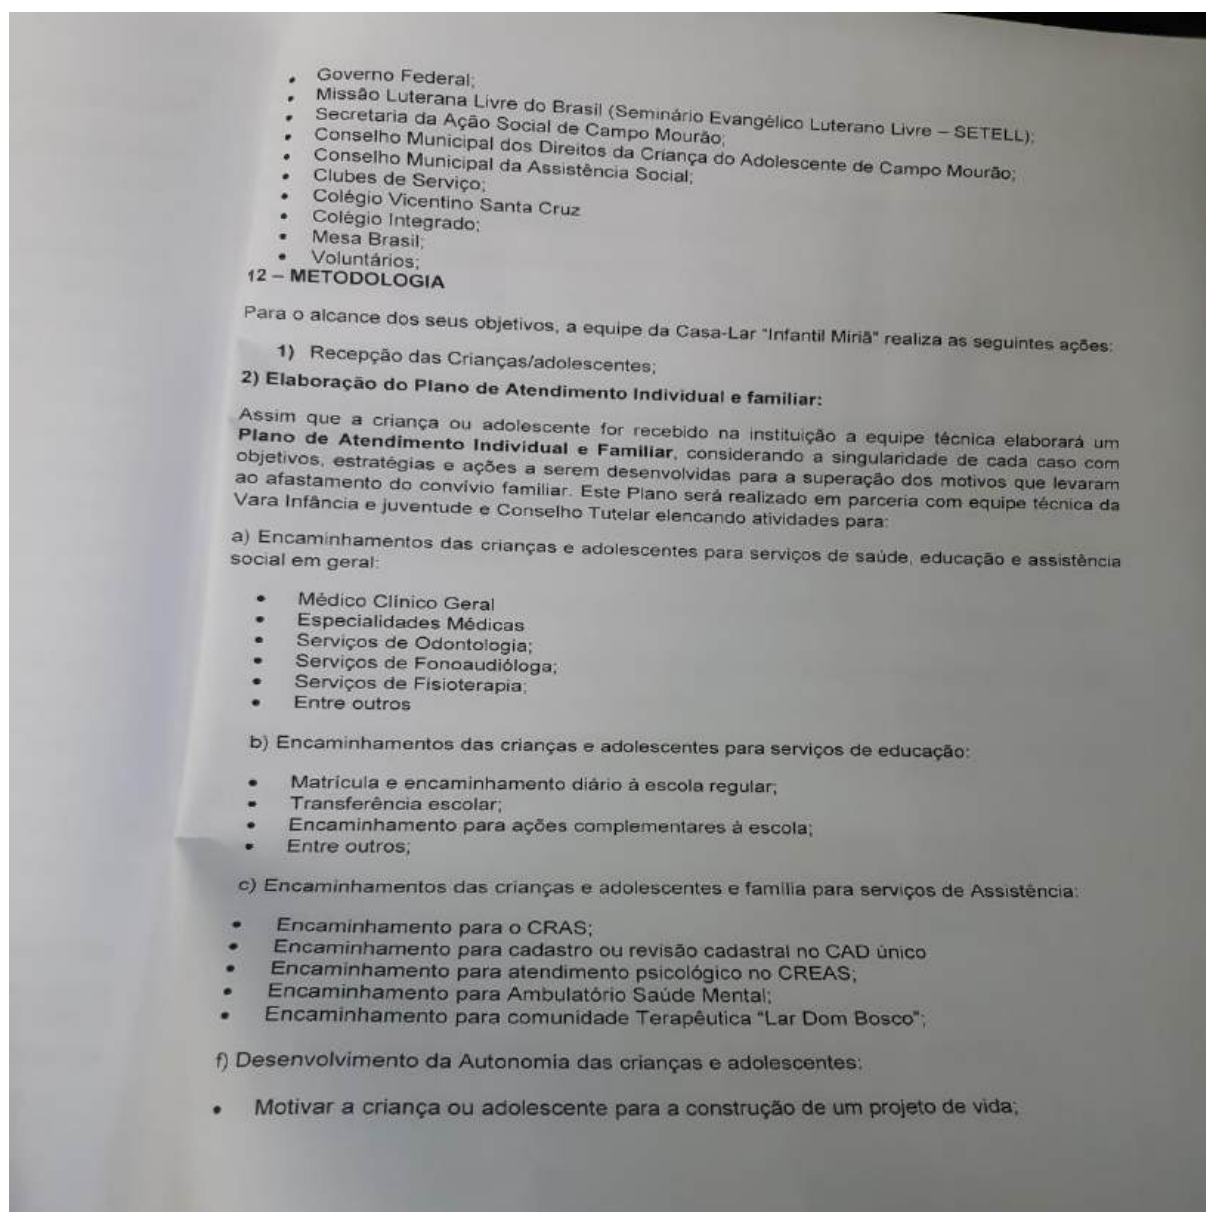 • Governo Federal;
• Missão Luterana Livre do Brasil (Seminário Evangélico Luterano Livre – SETELL);
• Secretaria da Ação Social de Campo Mourão;
• Conselho Municipal dos Direitos da Criança do Adolescente de Campo Mourão;
• Conselho Municipal da Assistência Social;
• Clubes de Serviço;
• Colégio Vicentino Santa Cruz
• Colégio Integrado;
• Mesa Brasil;
• Voluntários;
12 – METODOLOGIA
Para o alcance dos seus objetivos, a equipe da Casa-Lar "Infantil Miriã" realiza as seguintes ações:
1) Recepção das Crianças/adolescentes;
2) Elaboração do Plano de Atendimento Individual e familiar:
Assim que a criança ou adolescente for recebido na instituição a equipe técnica elaborará um
Plano de Atendimento Individual e Familiar, considerando a singularidade de cada caso com
objetivos, estratégias e ações a serem desenvolvidas para a superação dos motivos que levaram
ao afastamento do convívio familiar. Este Plano será realizado em parceria com equipe técnica da
Vara Infância e juventude e Conselho Tutelar elencando atividades para:
a) Encaminhamentos das crianças e adolescentes para serviços de saúde, educação e assistência
social em geral:
• Médico Clínico Geral
• Especialidades Médicas
• Serviços de Odontologia;
• Serviços de Fonoaudióloga;
• Serviços de Fisioterapia;
• Entre outros
b) Encaminhamentos das crianças e adolescentes para serviços de educação:
• Matrícula e encaminhamento diário à escola regular;
• Transferência escolar;
• Encaminhamento para ações complementares à escola;
• Entre outros;
c) Encaminhamentos das crianças e adolescentes e família para serviços de Assistência:
• Encaminhamento para o CRAS;
• Encaminhamento para cadastro ou revisão cadastral no CAD único
• Encaminhamento para atendimento psicológico no CREAS;
• Encaminhamento para Ambulatório Saúde Mental;
• Encaminhamento para comunidade Terapêutica "Lar Dom Bosco";
f) Desenvolvimento da Autonomia das crianças e adolescentes:
• Motivar a criança ou adolescente para a construção de um projeto de vida;